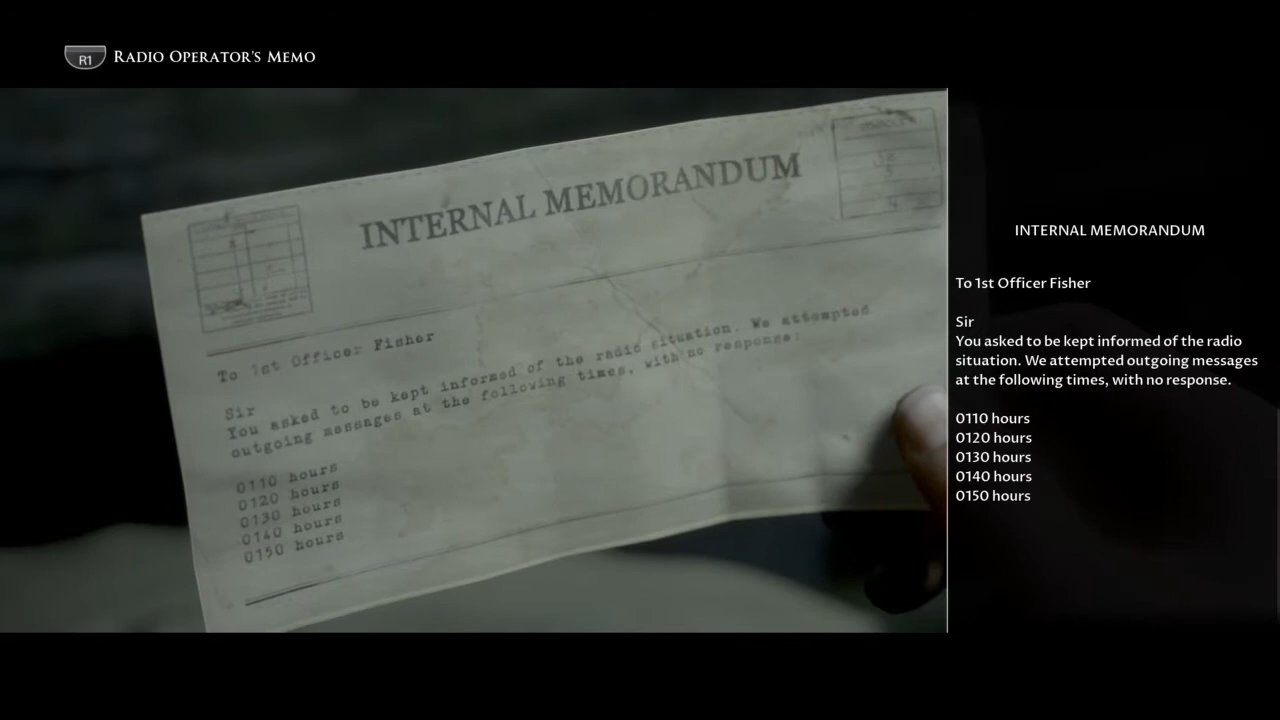 R1 RADIO OPERATOR'S MEMO
INTERNAL MEMORANDUM
To 1st Officer Fisher
Sir
You asked to be kept informed of the radio situation. We attempted
outgoing messages at the following times, with no response:
0110 hours
0120 hours
0130 hours
0140 hours
0150 hours
INTERNAL MEMORANDUM
To 1st Officer Fisher
Sir
You asked to be kept informed of the radio
situation. We attempted outgoing messages
at the following times, with no response.
0110 hours
0120 hours
0130 hours
0140 hours
0150 hours